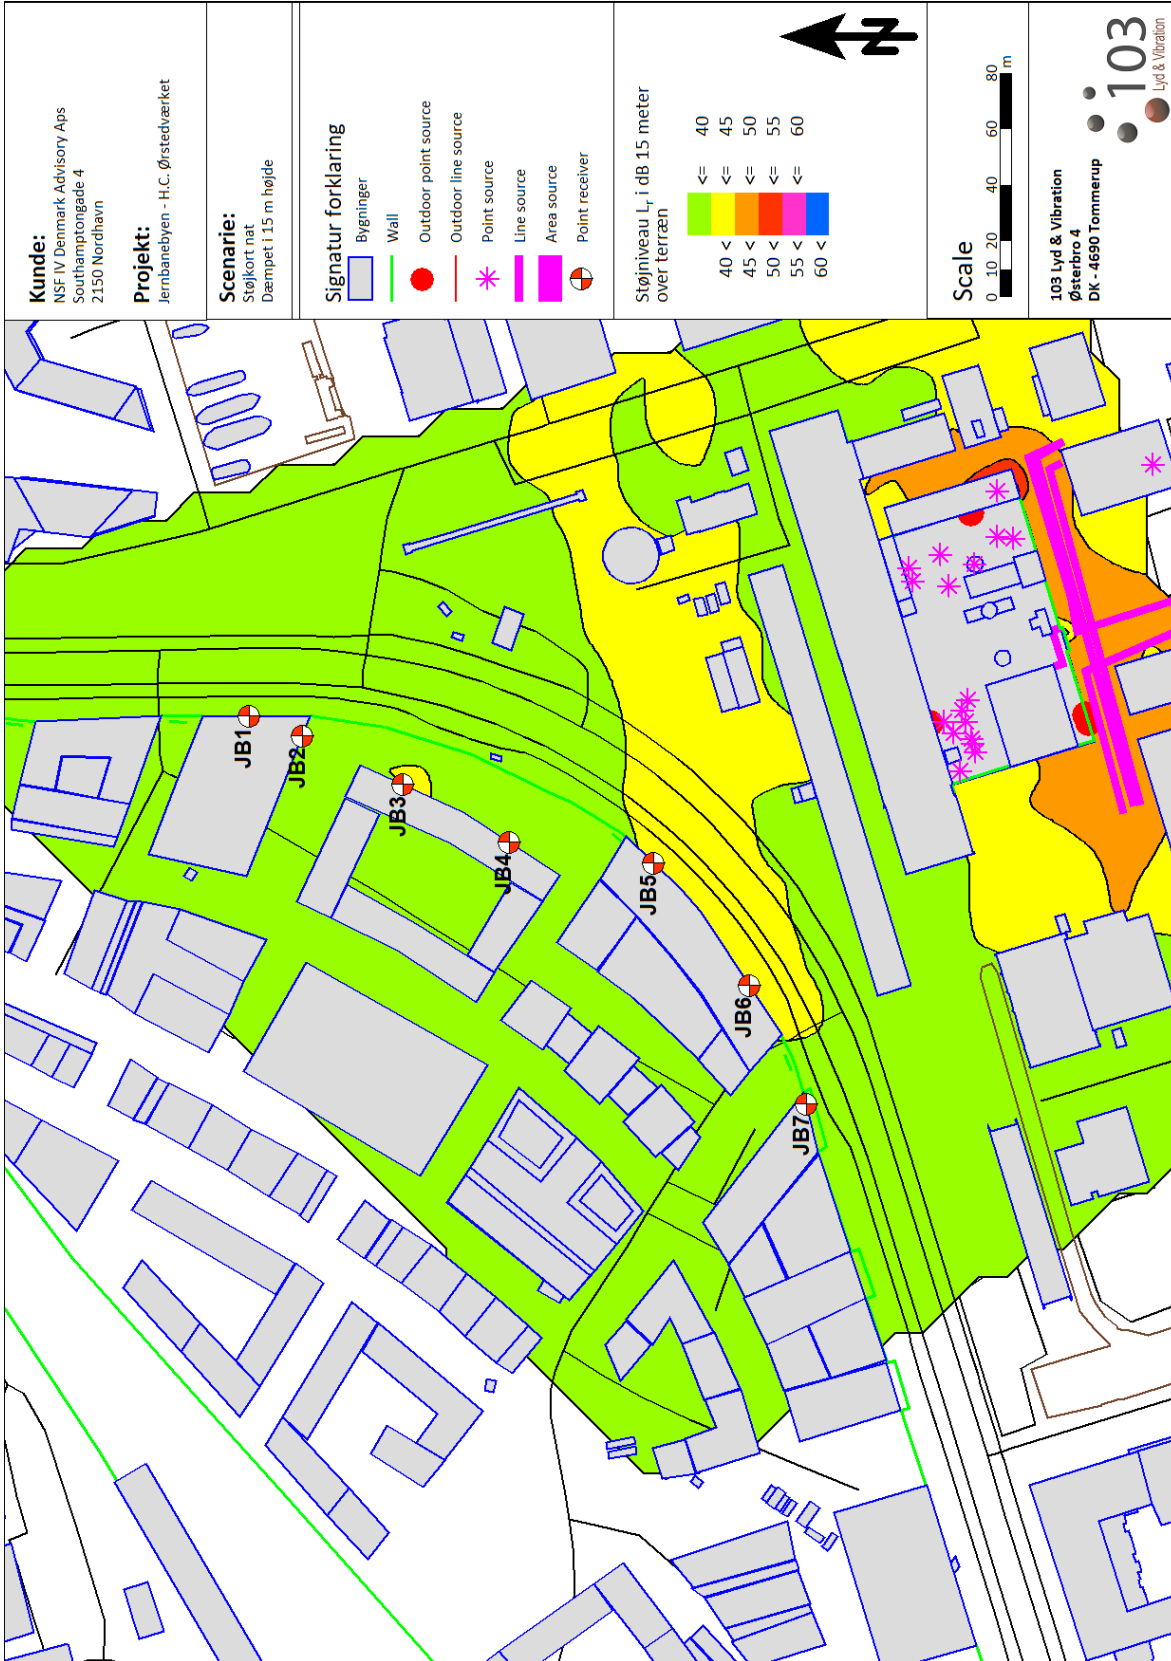 Kunde:
NSF IV Denmark Advisory Aps
Southamptongade 4
2150 Nordhavn
Projekt:
Jernbanebyen - H.C. Ørstedværket
Scenarie:
Støjkort nat
Dæmpet i 15 m højde
Signatur forklaring
Bygninger
Wall
Outdoor point source
Outdoor line source
Point source
Line source
Area source
Point receiver
Støjniveau Lr i dB 15 meter
over terræn
<= 40
40 < <= 45
45 < <= 50
50 < <= 55
55 < <= 60
60 <
N
Scale
0 10 20 40 60 80
m
103 Lyd & Vibration
Østerbro 4
DK - 4690 Tommerup
103
Lyd & Vibration
JB1
JB2
JB3
JB4
JB5
JB6
JB7